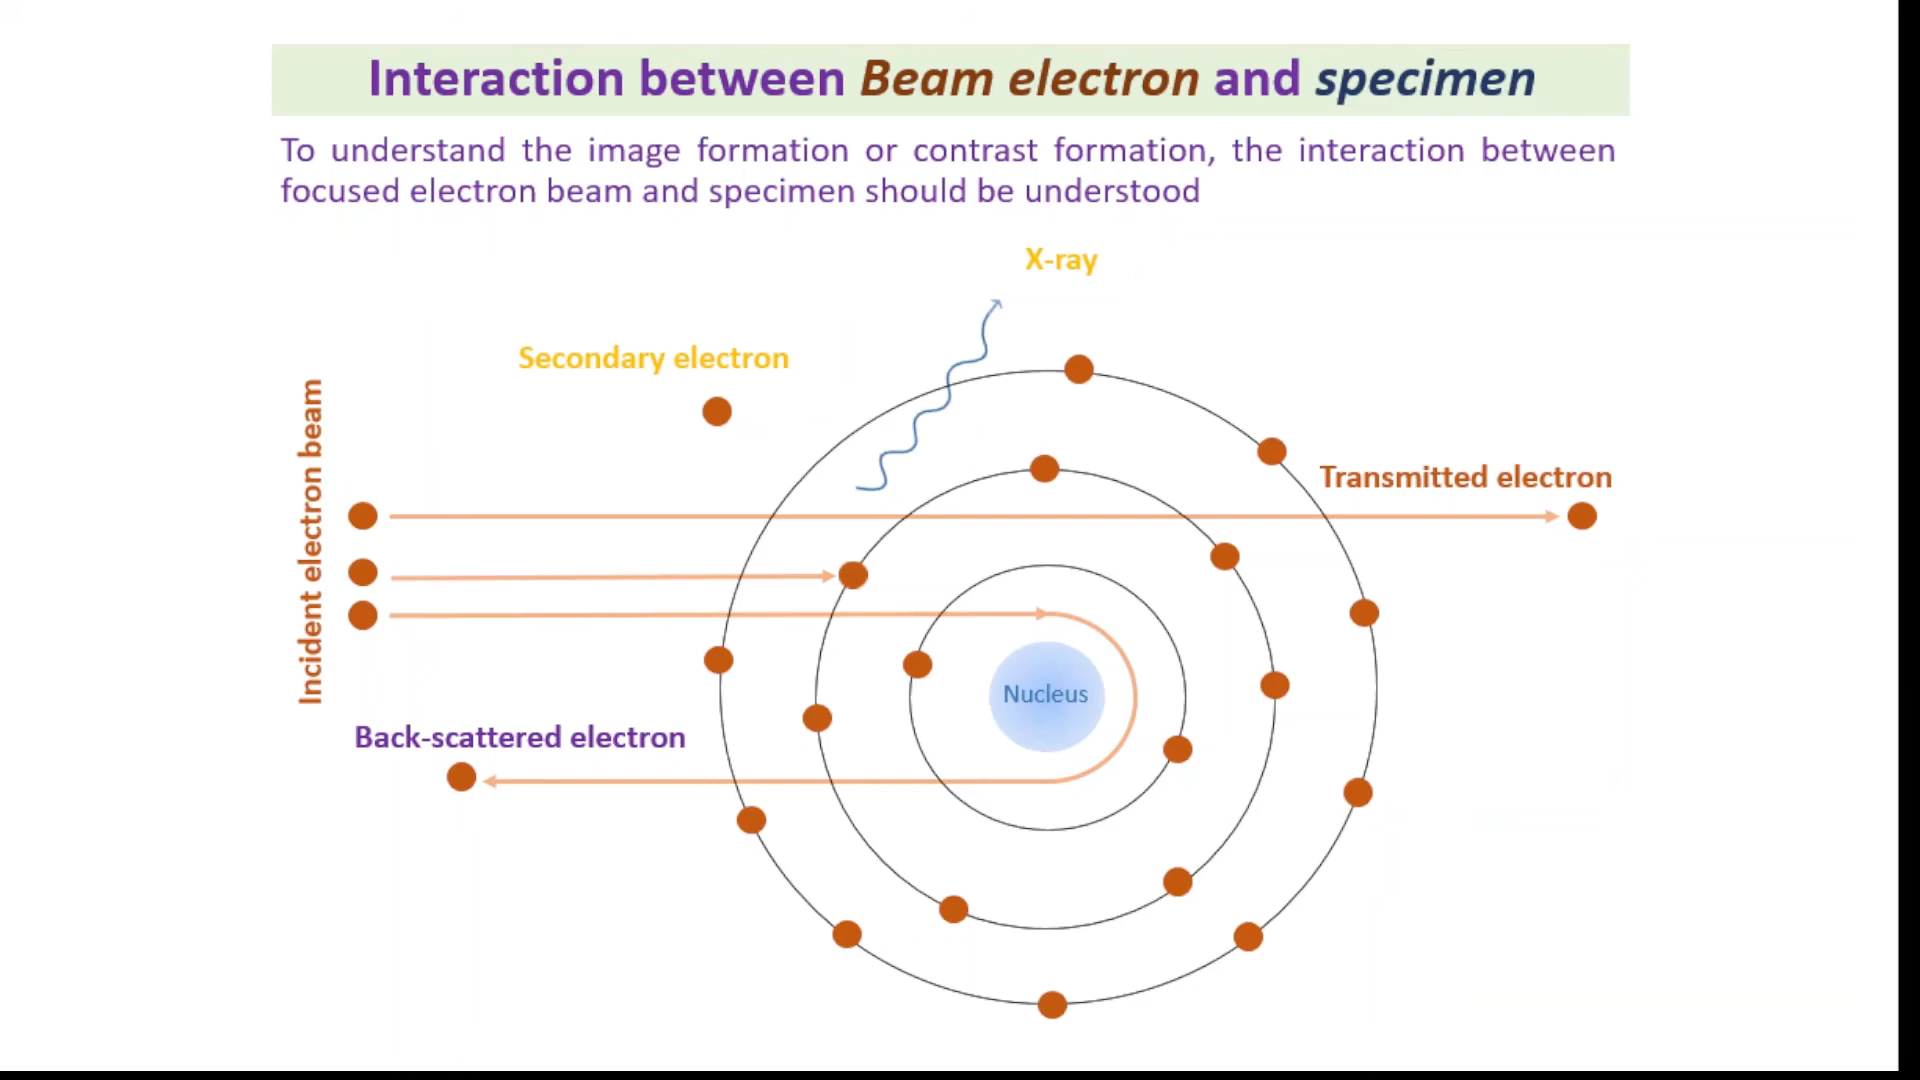 Interaction between Beam electron and specimen
To understand the image formation or contrast formation, the interaction between
focused electron beam and specimen should be understood
X-ray
Secondary electron
Incident electron beam
Transmitted electron
Nucleus
Back-scattered electron